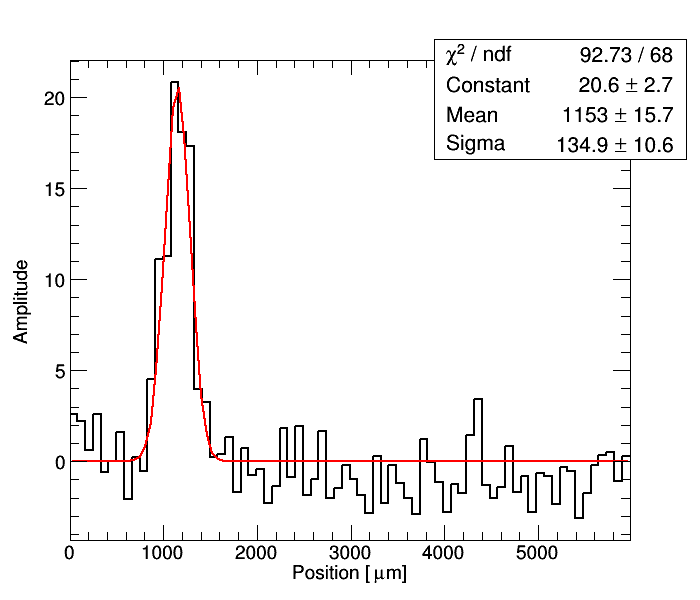 χ² / ndf 92.73 / 68
Constant 20.6 ± 2.7
Mean 1153 ± 15.7
Sigma 134.9 ± 10.6
20
15
10
5
0
Amplitude
0 1000 2000 3000 4000 5000
Position [ μm]